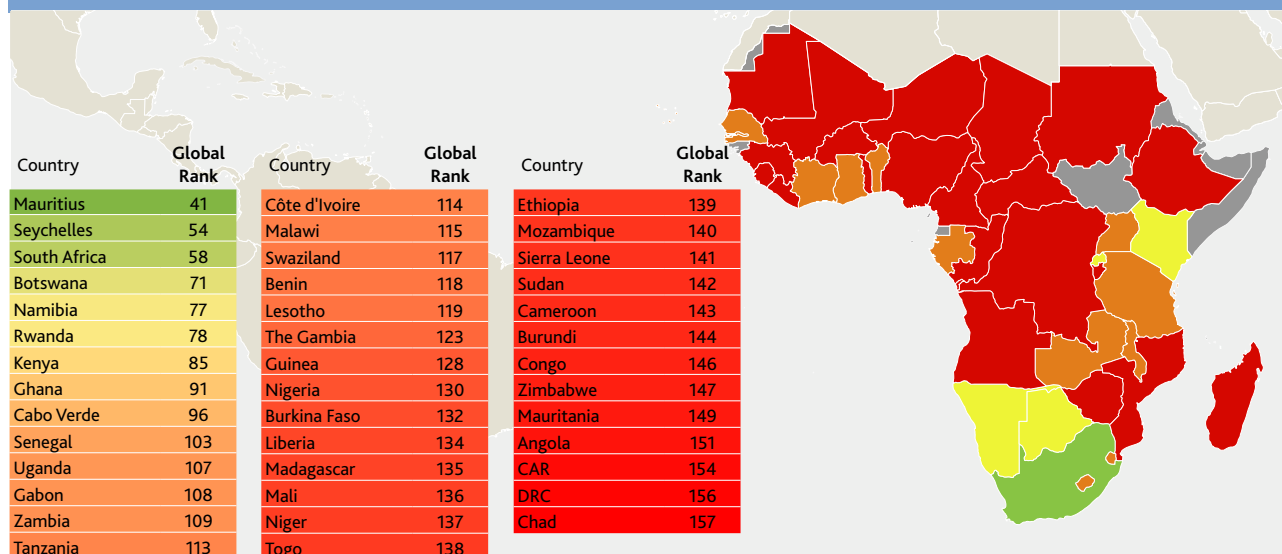 Country Global Rank
Mauritius 41
Seychelles 54
South Africa 58
Botswana 71
Namibia 77
Rwanda 78
Kenya 85
Ghana 91
Cabo Verde 96
Senegal 103
Uganda 107
Gabon 108
Zambia 109
Tanzania 113
Country Global Rank
Côte d'Ivoire 114
Malawi 115
Swaziland 117
Benin 118
Lesotho 119
The Gambia 123
Guinea 128
Nigeria 130
Burkina Faso 132
Liberia 134
Madagascar 135
Mali 136
Niger 137
Togo 138
Country Global Rank
Ethiopia 139
Mozambique 140
Sierra Leone 141
Sudan 142
Cameroon 143
Burundi 144
Congo 146
Zimbabwe 147
Mauritania 149
Angola 151
CAR 154
DRC 156
Chad 157